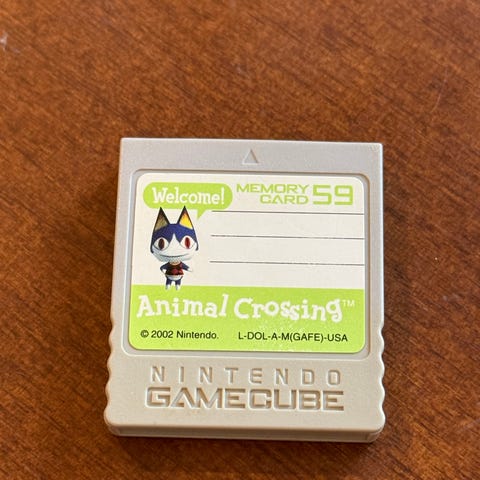 Welcome!
MEMORY
CARD 59
Animal Crossing™
© 2002 Nintendo. L-DOL-A-M(GAFE)-USA
NINTENDO
GAMECUBE